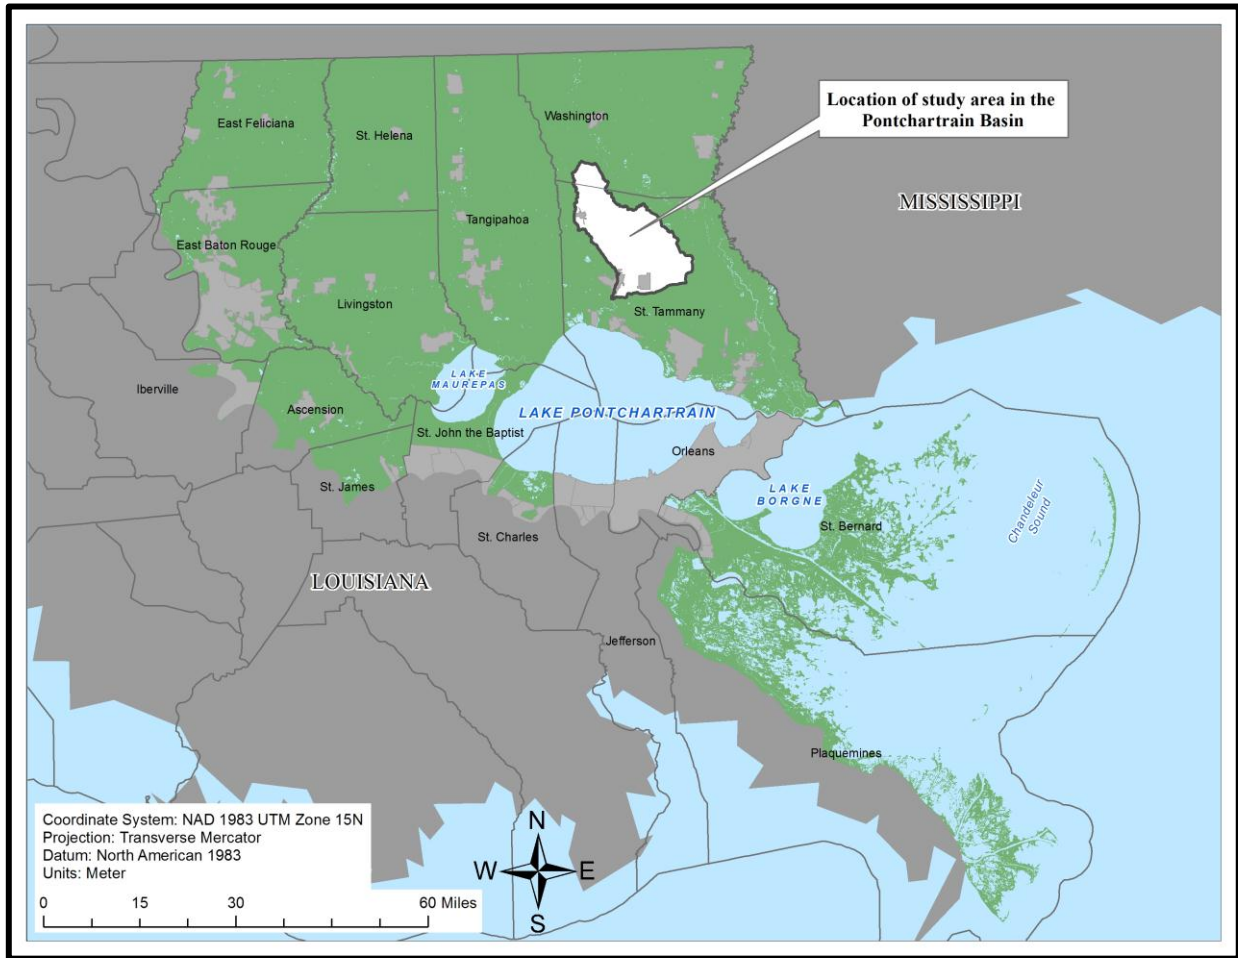 Location of study area in the
Pontchartrain Basin
East Feliciana
St. Helena
Washington
MISSISSIPPI
Tangipahoa
East Baton Rouge
Livingston
St. Tammany
LAKE
MAUREPAS
Iberville
Ascension
LAKE PONTCHARTRAIN
St. John the Baptist
Orleans
St. James
LAKE
BORGNE
St. Bernard
Chandeleur
Sound
St. Charles
LOUISIANA
Jefferson
Plaquemines
Coordinate System: NAD 1983 UTM Zone 15N
Projection: Transverse Mercator
Datum: North American 1983
Units: Meter
0 15 30 60 Miles
N
W E
S